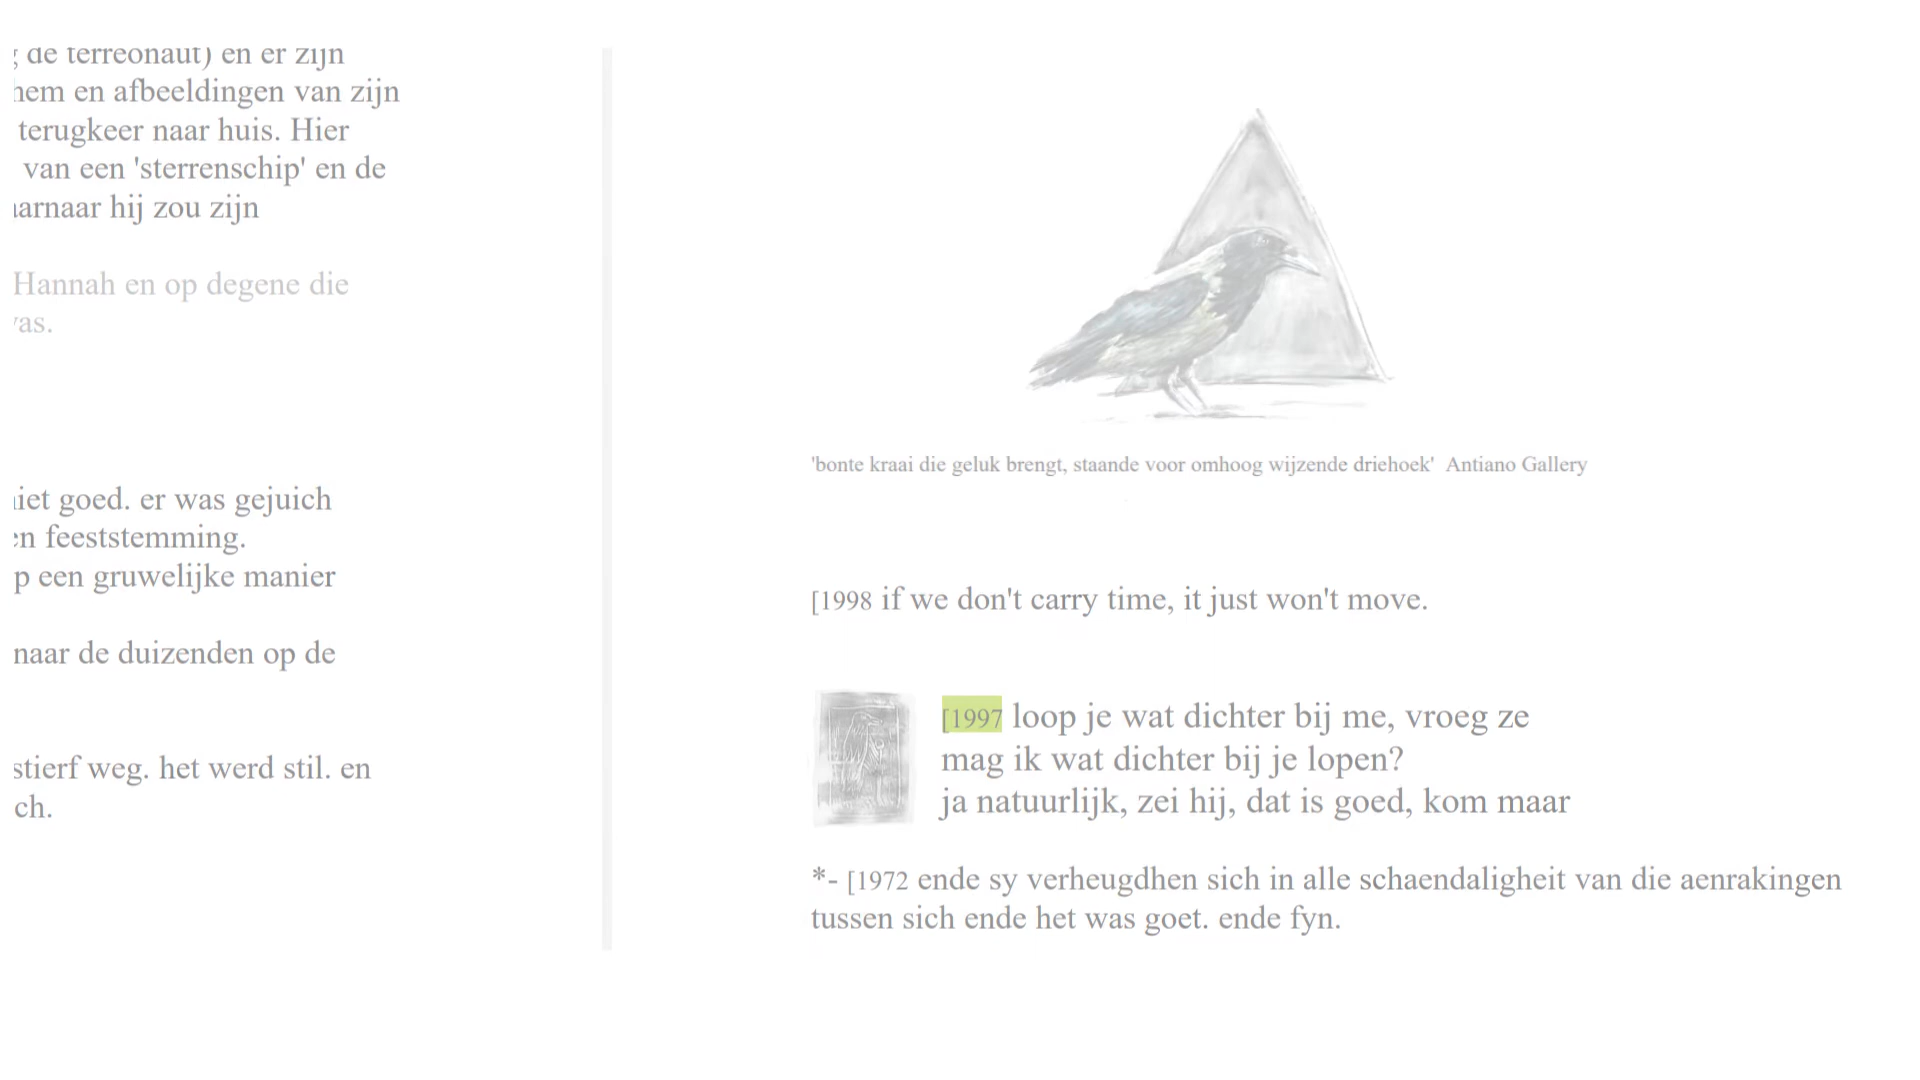 de terreonaut) en er zijn
hem en afbeeldingen van zijn
terugkeer naar huis. Hier
van een 'sterrenschip' en de
hij zou zijn
Hannah en op degene die
niet goed. er was gejuich
feeststemming.
een gruwelijke manier
naar de duizenden op de
stierf weg. het werd stil. en
ch.
'bonte kraai die geluk brengt, staande voor omhoog wijzende driehoek' Antiano Gallery
[1998 if we don't carry time, it just won't move.
[1997 loop je wat dichter bij me, vroeg ze
mag ik wat dichter bij je lopen?
ja natuurlijk, zei hij, dat is goed, kom maar
*- [1972 ende sy verheugdhen sich in alle schaendaligheit van die aenrakingen
tussen sich ende het was goet. ende fyn.